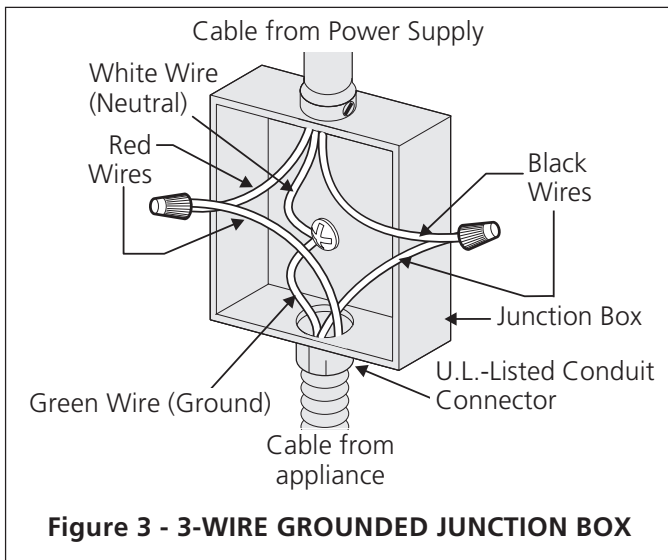 Cable from Power Supply
White Wire
(Neutral)
Red
Wires
Black
Wires
Junction Box
U.L.-Listed Conduit
Connector
Green Wire (Ground)
Cable from
appliance
Figure 3 - 3-WIRE GROUNDED JUNCTION BOX